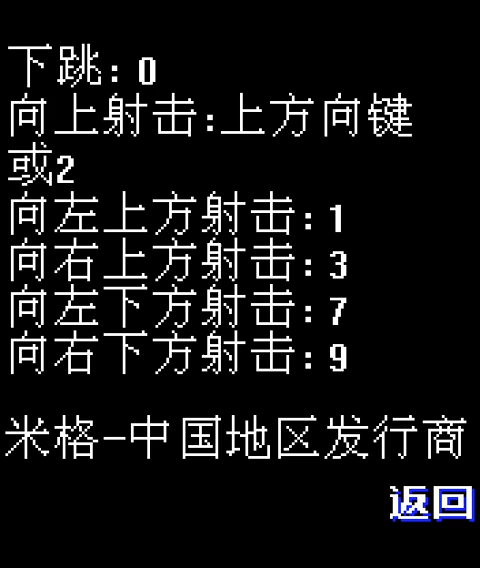 下跳: 0
向上射击:上方向键
或2
向左上方射击: 1
向右上方射击: 3
向左下方射击: 7
向右下方射击: 9
米格-中国地区发行商
返回